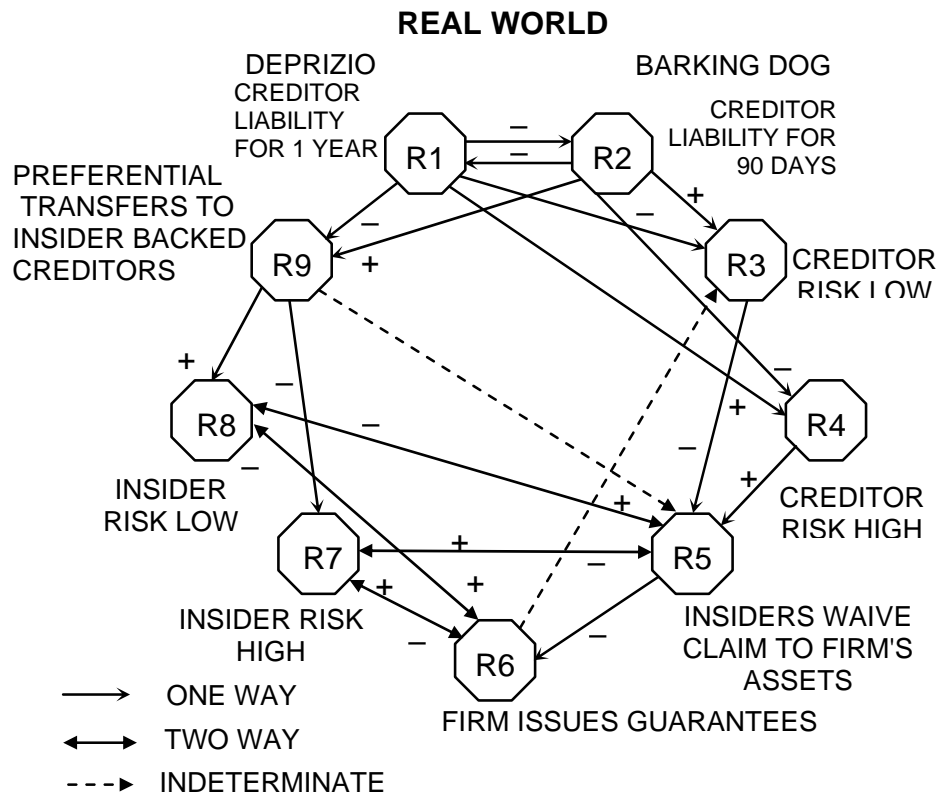 REAL WORLD
DEPRIZIO
CREDITOR
LIABILITY
FOR 1 YEAR
BARKING DOG
CREDITOR
LIABILITY FOR
90 DAYS
R1
–
–
R2
PREFERENTIAL
TRANSFERS TO
INSIDER BACKED
CREDITORS
–
+
–
+
R9
R3
CREDITOR
RISK LOW
+
–
–
+
–
–
R8
–
R4
INSIDER
RISK LOW
+
+
CREDITOR
RISK HIGH
R7
+
–
R5
+
+
INSIDER RISK
HIGH
–
–
R6
INSIDERS WAIVE
CLAIM TO FIRM'S
ASSETS
FIRM ISSUES GUARANTEES
ONE WAY
TWO WAY
INDETERMINATE